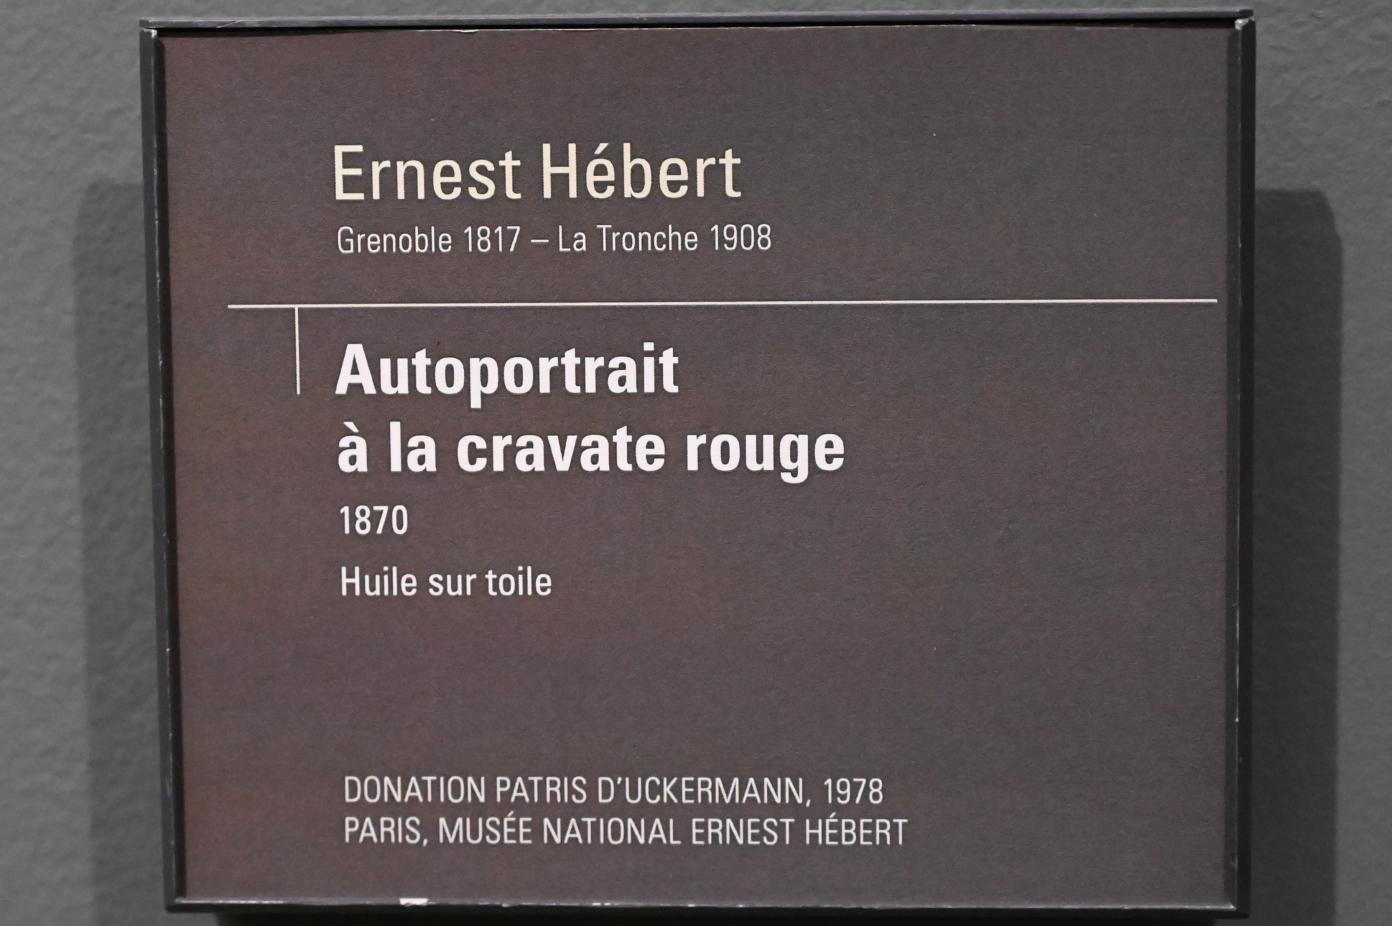 Ernest Hébert
Grenoble 1817 – La Tronche 1908
Autoportrait
à la cravate rouge
1870
Huile sur toile
DONATION PATRIS D'UCKERMANN, 1978
PARIS, MUSÉE NATIONAL ERNEST HÉBERT